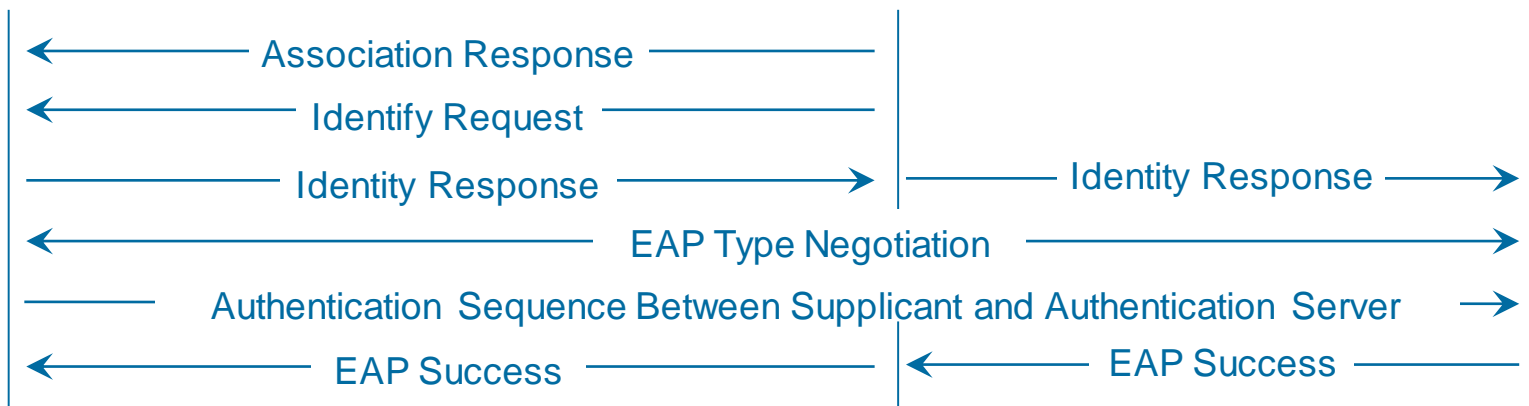 Association Response
Identify Request
Identity Response
Identity Response
EAP Type Negotiation
Authentication Sequence Between Supplicant and Authentication Server
EAP Success
EAP Success